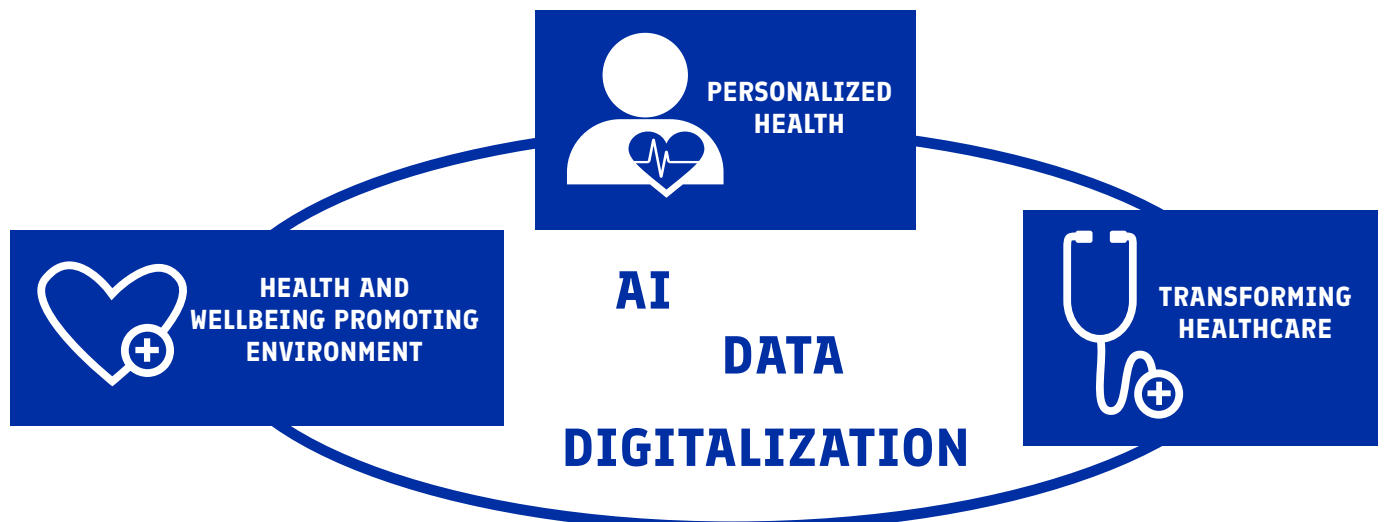 PERSONALIZED
HEALTH
HEALTH AND
WELLBEING PROMOTING
ENVIRONMENT
TRANSFORMING
HEALTHCARE
AI
DATA
DIGITALIZATION